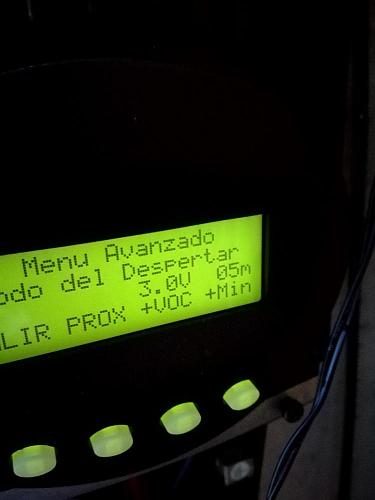 Menu Avanzado
odo del Despertar
3.0V 05m
LIR PROX +VOC +Min